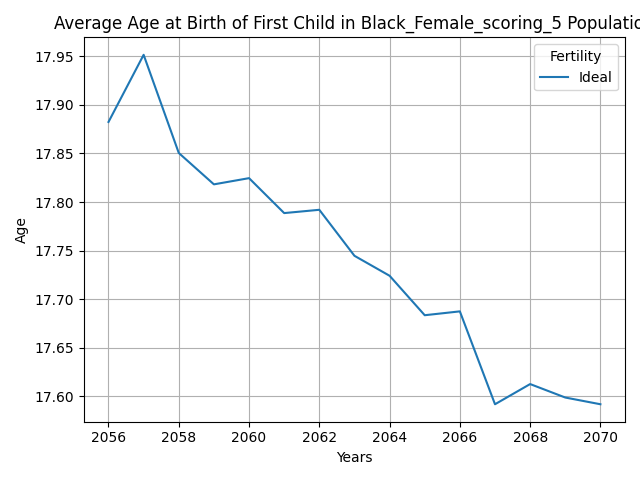 Average Age at Birth of First Child in Black_Female_scoring_5 Populatio
Fertility
Ideal
Age
17.95
17.90
17.85
17.80
17.75
17.70
17.65
17.60
2056 2058 2060 2062 2064 2066 2068 2070
Years